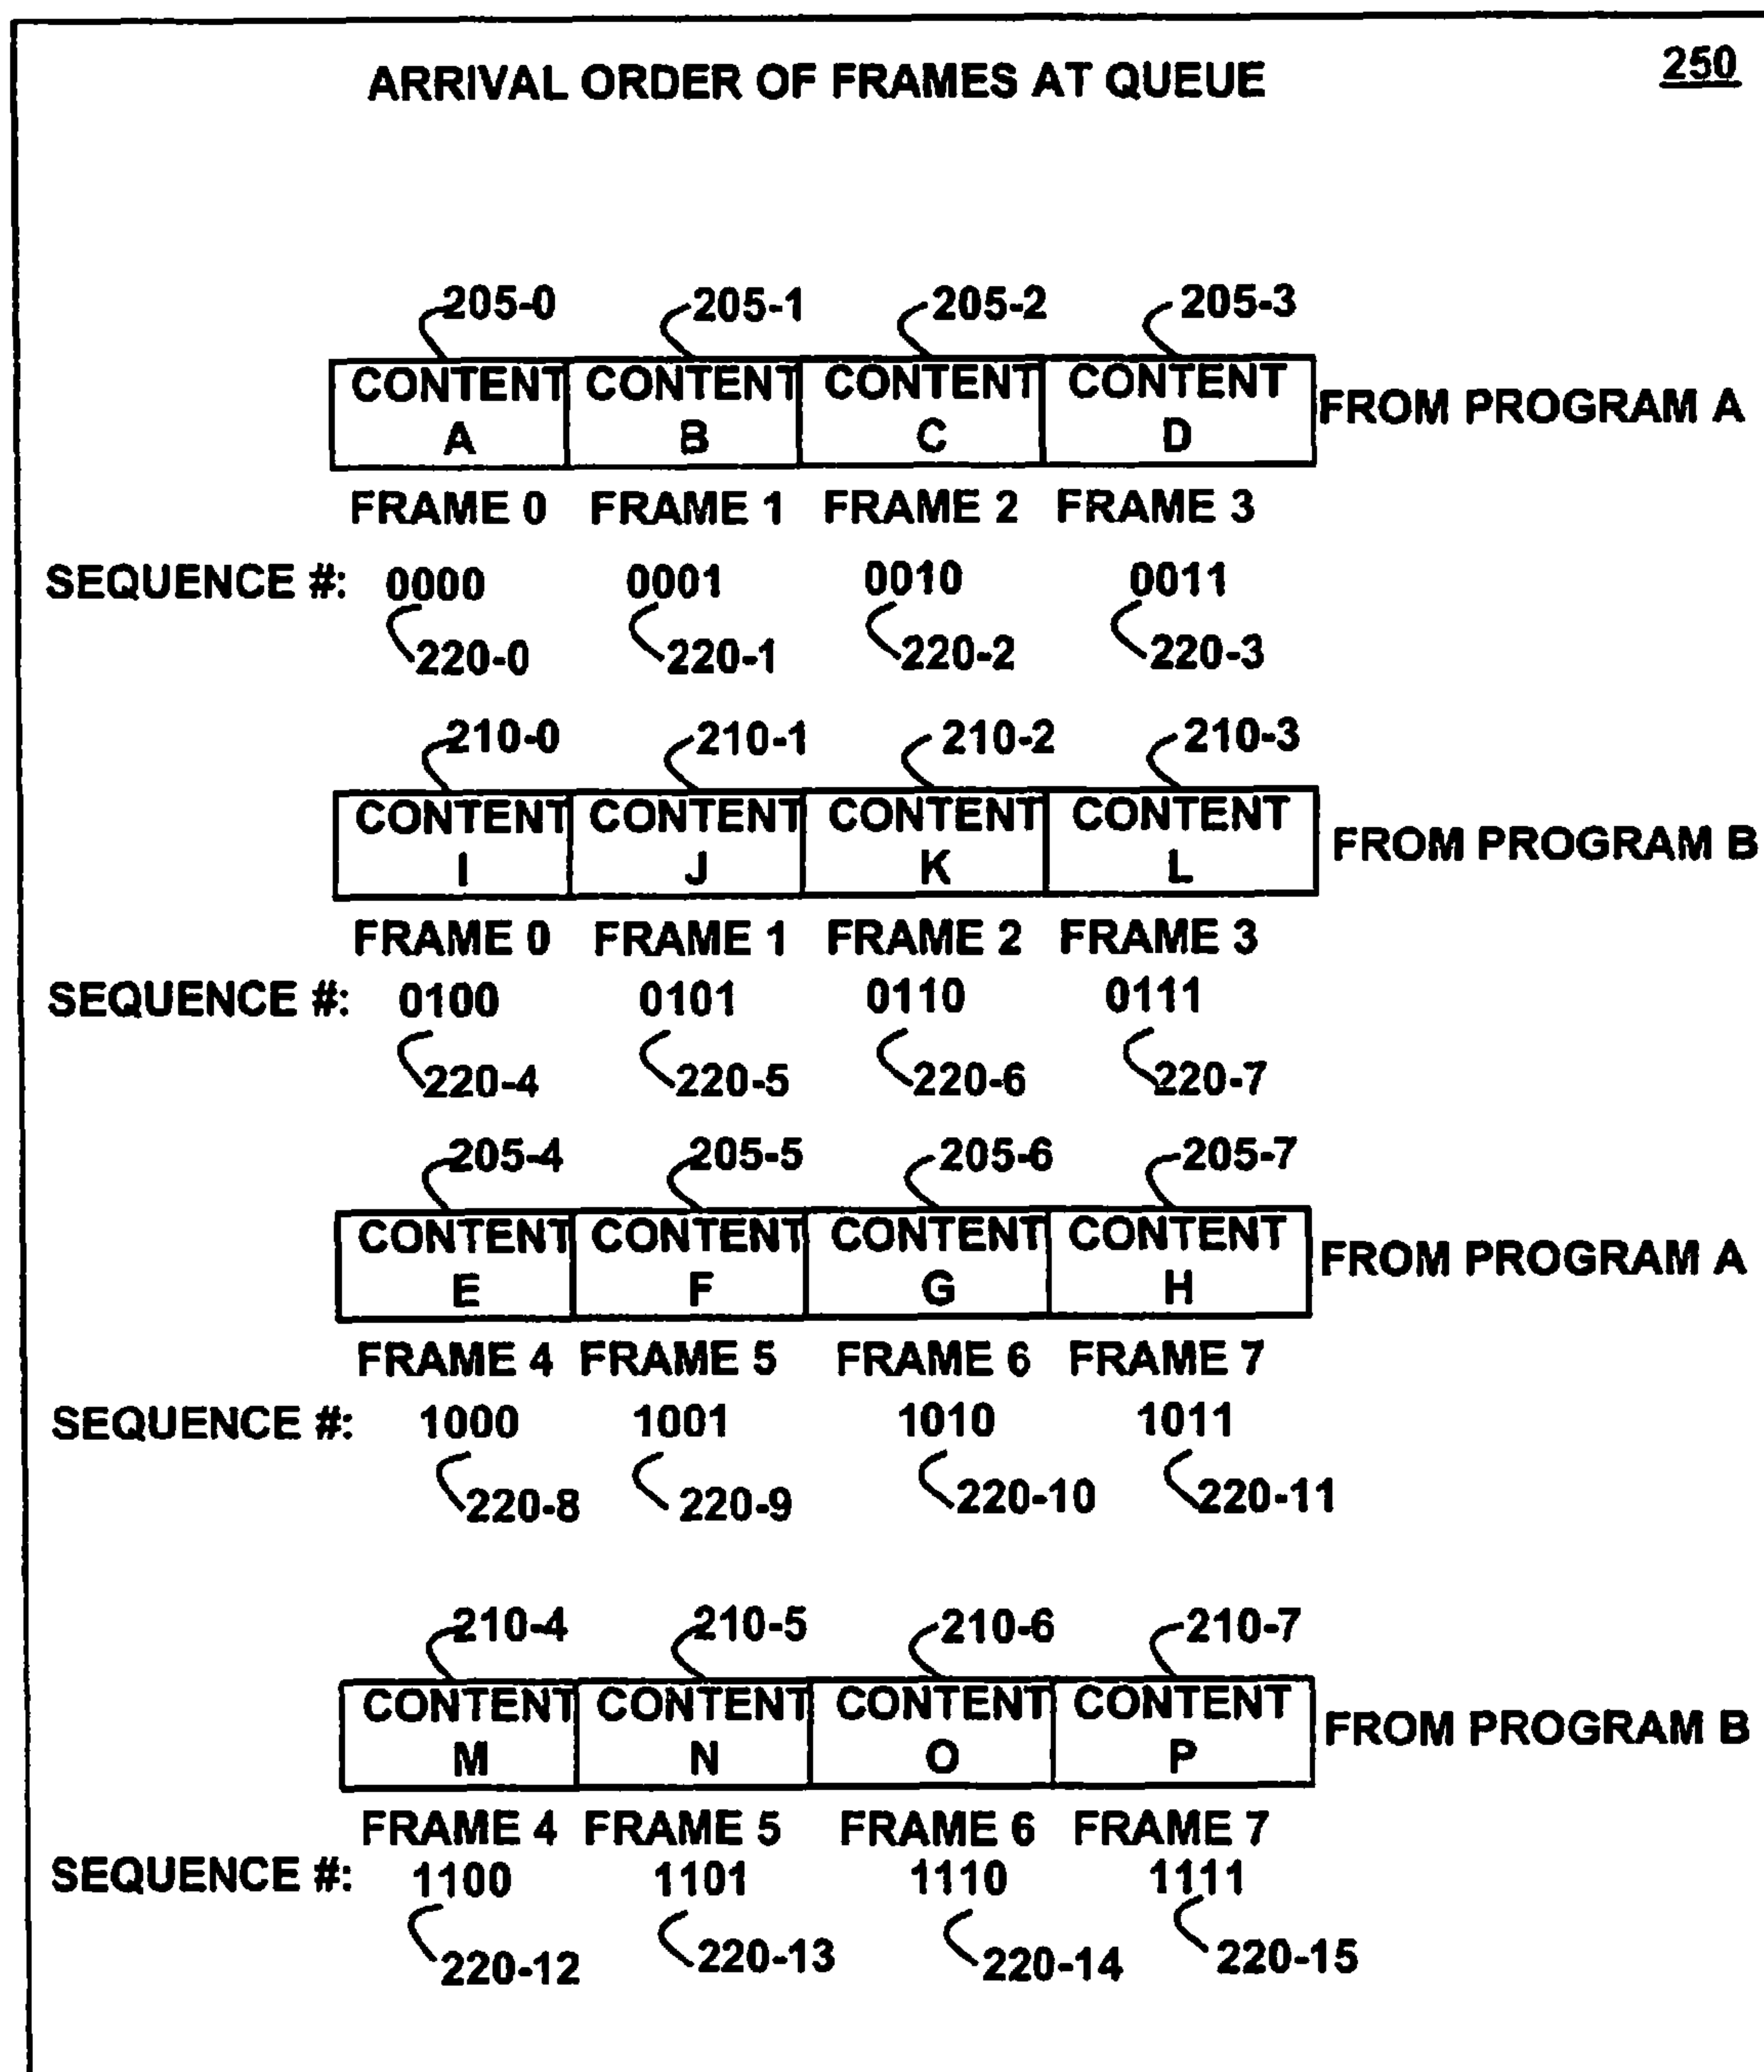 250
ARRIVAL ORDER OF FRAMES AT QUEUE
205-0 205-1 205-2 205-3
CONTENT CONTENT CONTENT CONTENT
A B C D
FROM PROGRAM A
FRAME 0 FRAME 1 FRAME 2 FRAME 3
SEQUENCE #: 0000 0001 0010 0011
220-0 220-1 220-2 220-3
210-0 210-1 210-2 210-3
CONTENT CONTENT CONTENT CONTENT
I J K L
FROM PROGRAM B
FRAME 0 FRAME 1 FRAME 2 FRAME 3
SEQUENCE #: 0100 0101 0110 0111
220-4 220-5 220-6 220-7
205-4 205-5 205-6 205-7
CONTENT CONTENT CONTENT CONTENT
E F G H
FROM PROGRAM A
FRAME 4 FRAME 5 FRAME 6 FRAME 7
SEQUENCE #: 1000 1001 1010 1011
220-8 220-9 220-10 220-11
210-4 210-5 210-6 210-7
CONTENT CONTENT CONTENT CONTENT
M N O P
FROM PROGRAM B
FRAME 4 FRAME 5 FRAME 6 FRAME 7
SEQUENCE #: 1100 1101 1110 1111
220-12 220-13 220-14 220-15